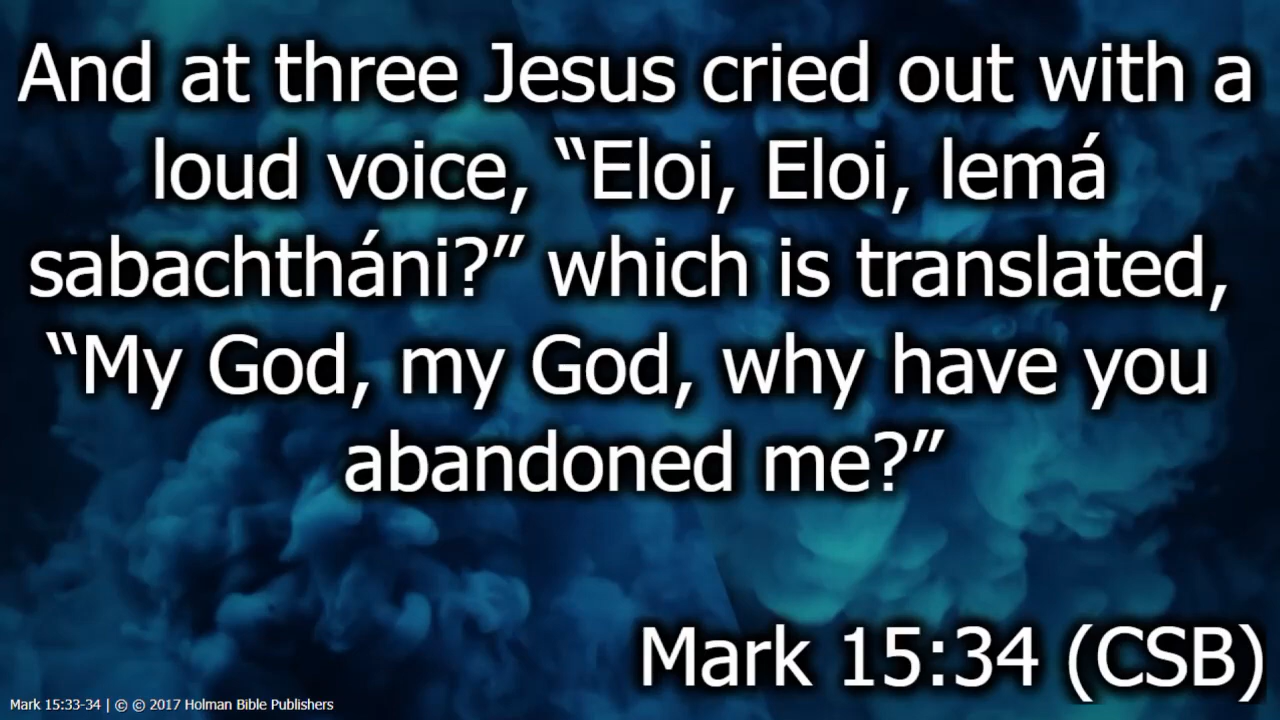 And at three Jesus cried out with a
loud voice, “Eloi, Eloi, lemá
sabachtháni?” which is translated,
“My God, my God, why have you
abandoned me?”
Mark 15:34 (CSB)
Mark 15:33-34 | © © 2017 Holman Bible Publishers